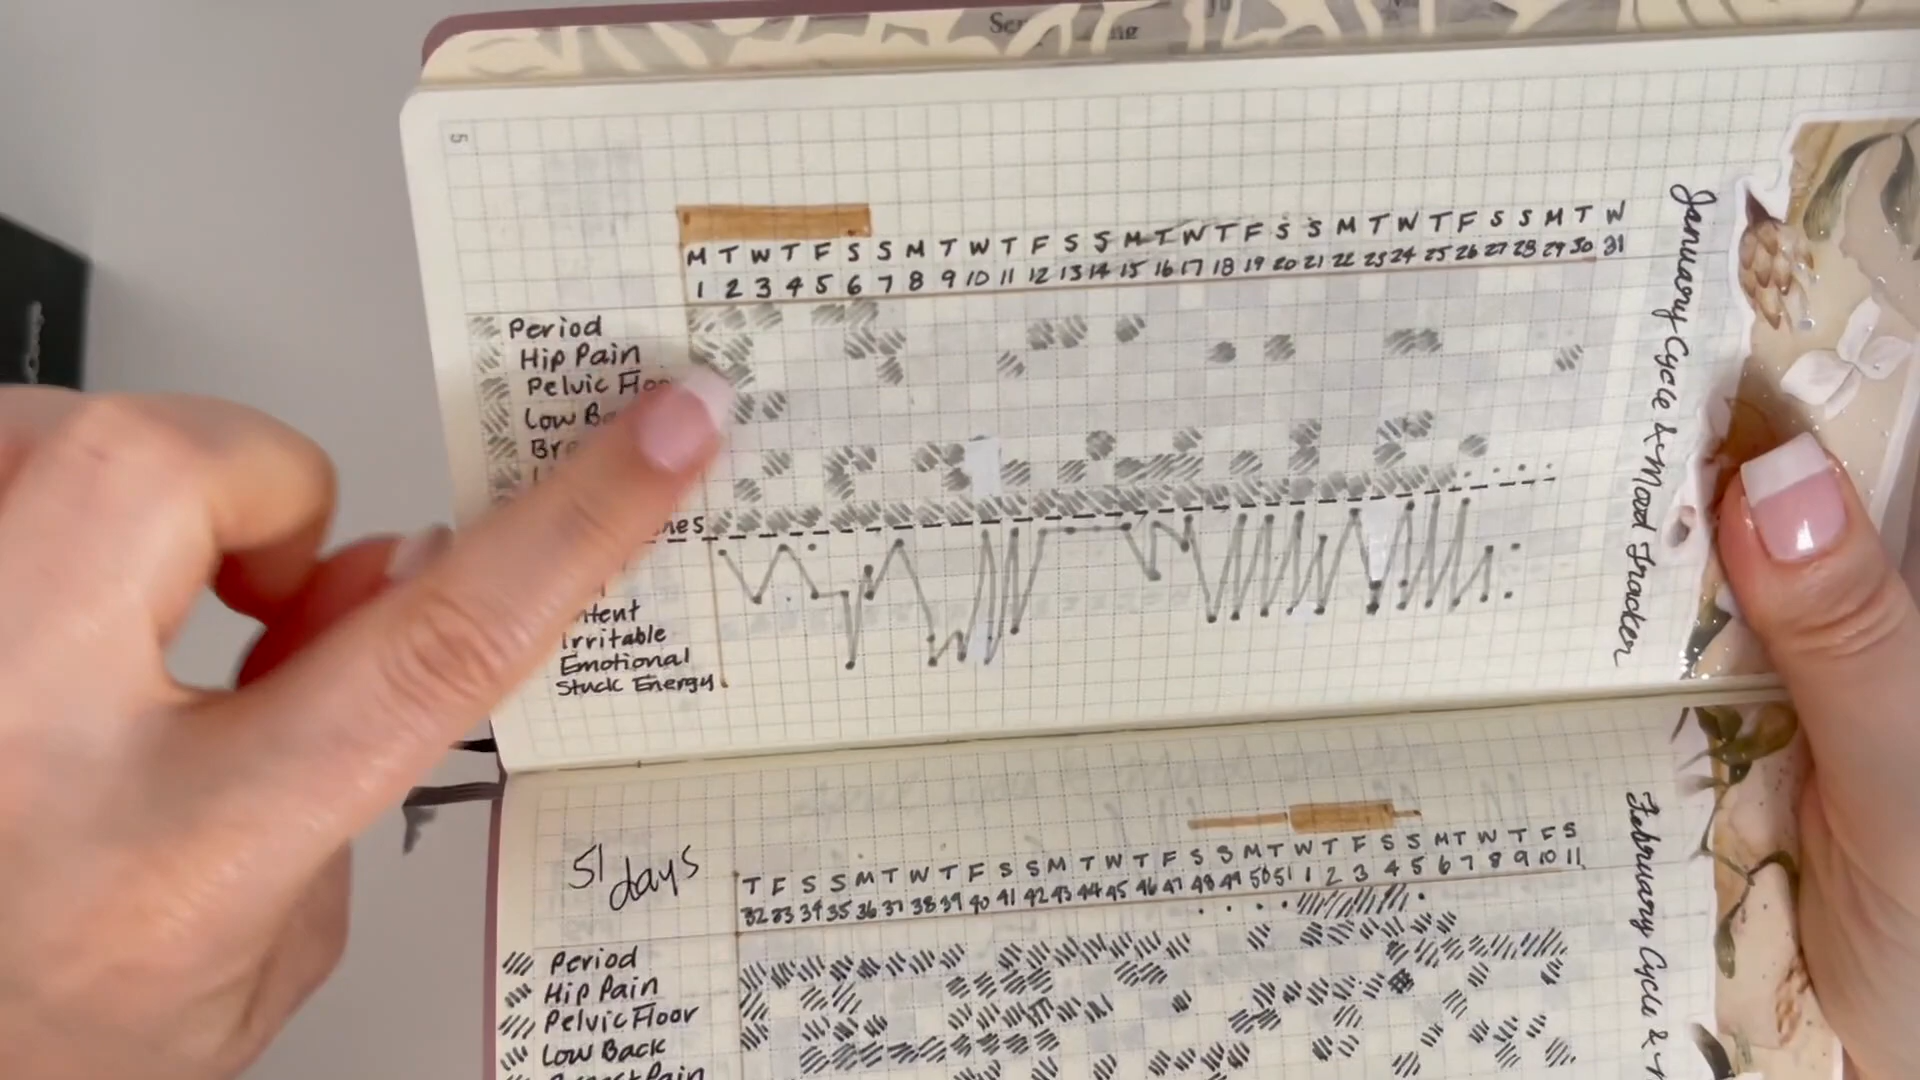 5
January Cycle & Mood Tracker
M T W T F S S M T W T F S S M T W T F S S M T W T F S S M T W
1 2 3 4 5 6 7 8 9 10 11 12 13 14 15 16 17 18 19 20 21 22 23 24 25 26 27 28 29 30 31
Period
Hip Pain
Pelvic
Low
Irritable
Emotional
Stuck Energy
February Cycle &
51 days
T F S S M T W T F S S M T W T F S S M T W T F S S M T W T F S
32 33 34 35 36 37 38 39 40 41 42 43 44 45 46 47 48 49 50 51 1 2 3 4 5 6 7 8 9 10 11
Period
Hip Pain
Pelvic Floor
Low Back
Breast Pain